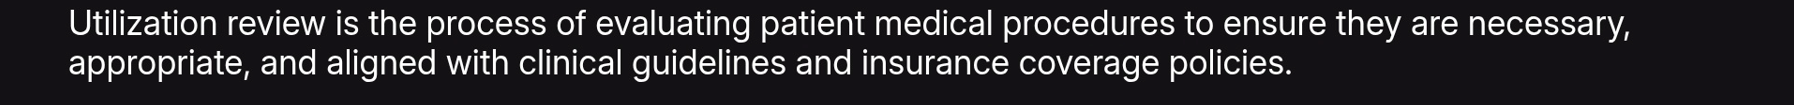 Utilization review is the process of evaluating patient medical procedures to ensure they are necessary,
appropriate, and aligned with clinical guidelines and insurance coverage policies.